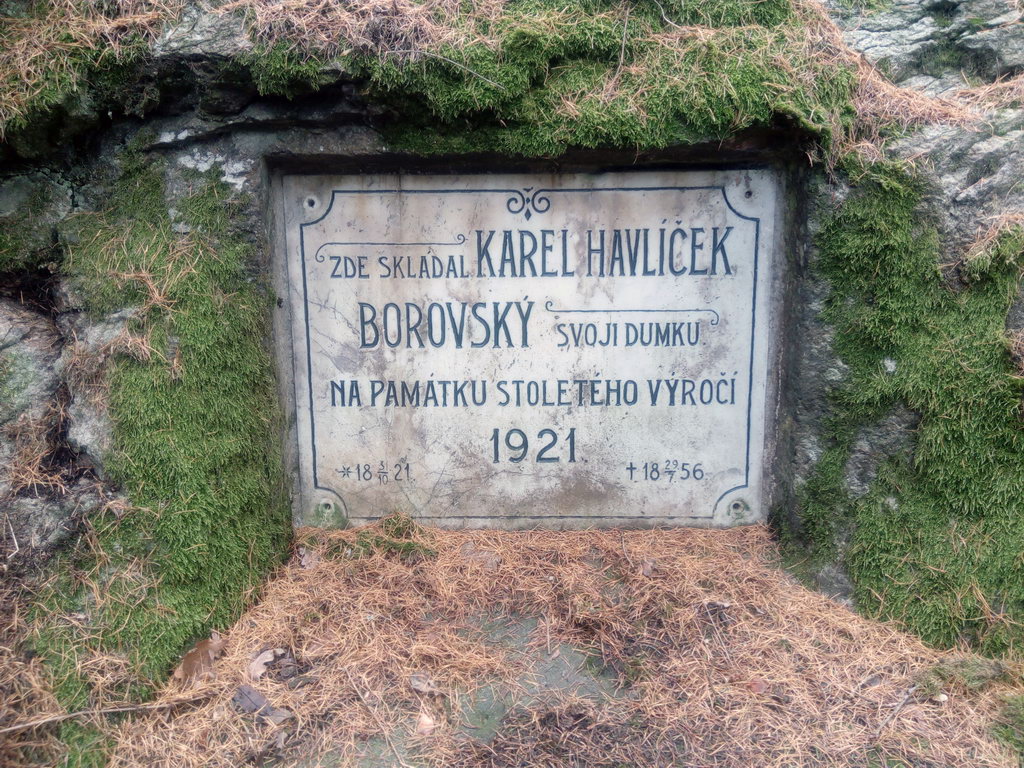 ZDE SKLÁDAL KAREL HAVLÍČEK
BOROVSKÝ SVOJI DUMKU.
NA PAMÁTKU STOLETÉHO VÝROČÍ
1921.
* 18 3/10 21. † 18 29/7 56.